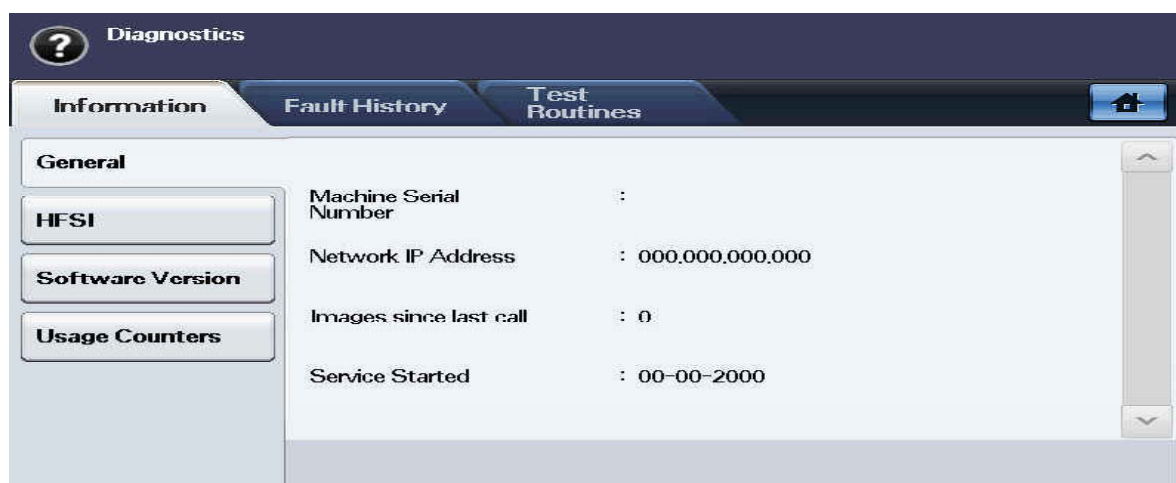 ?
Diagnostics
Information
Fault History
Test
Routines
General
HFSI
Software Version
Usage Counters
Machine Serial
Number
:
Network IP Address : 000.000.000.000
Images since last call : 0
Service Started : 00-00-2000